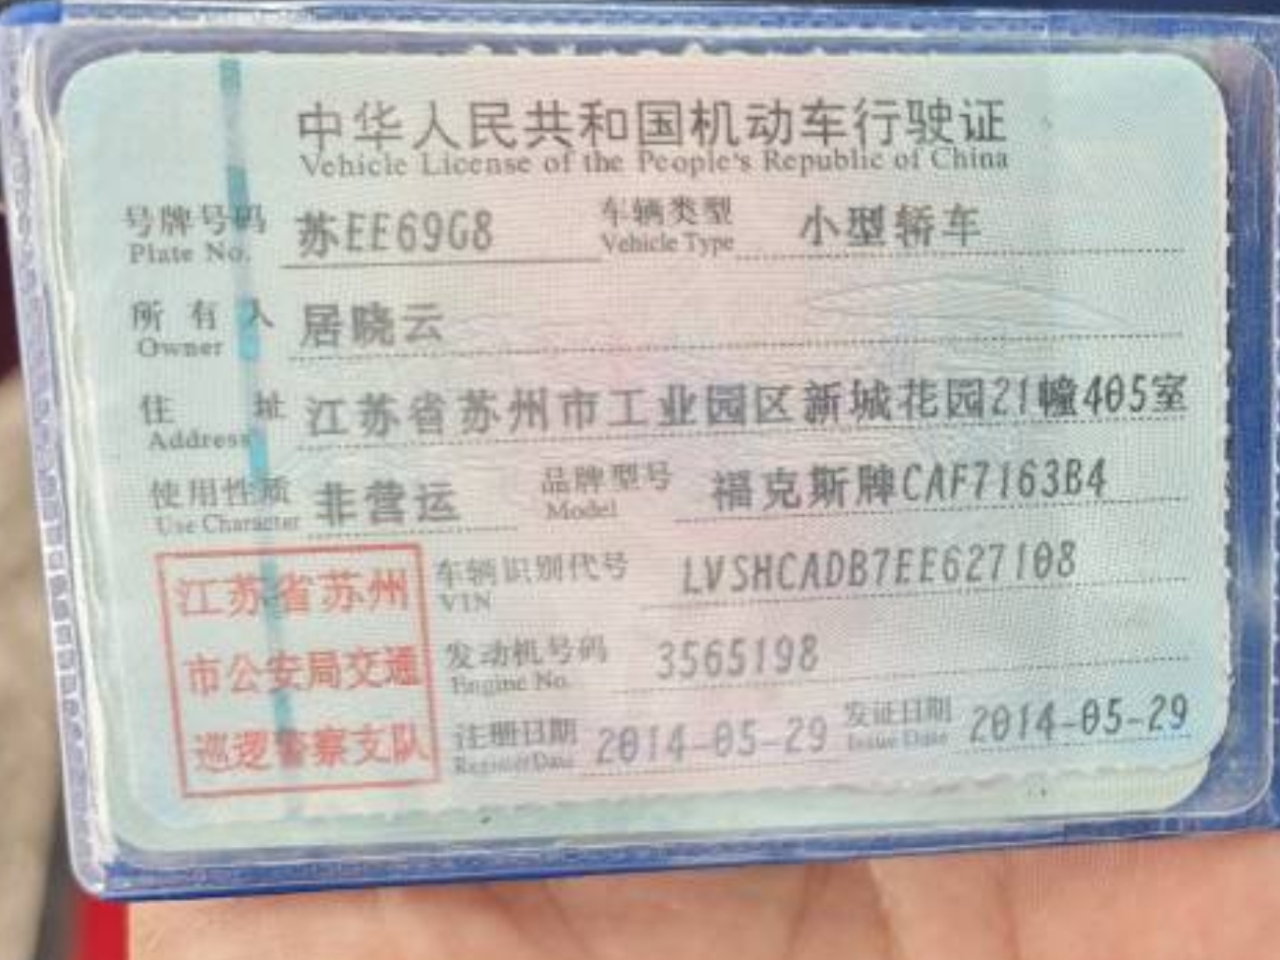 中华人民共和国机动车行驶证
Vehicle License of the People's Republic of China
号牌号码 苏EE69G8 车辆类型 小型轿车
Plate No. Vehicle Type
所有人 居晓云
Owner
住址 江苏省苏州市工业园区新城花园21幢405室
Address
使用性质 非营运 品牌型号 福克斯牌CAF7163B4
Use Character Model
车辆识别代号 LVSHCADB7EE627108
VIN
发动机号码 3565198
Engine No.
注册日期 2014-05-29 发证日期 2014-05-29
Register Date Issue Date
江苏省苏州
市公安局交通
巡逻警察支队